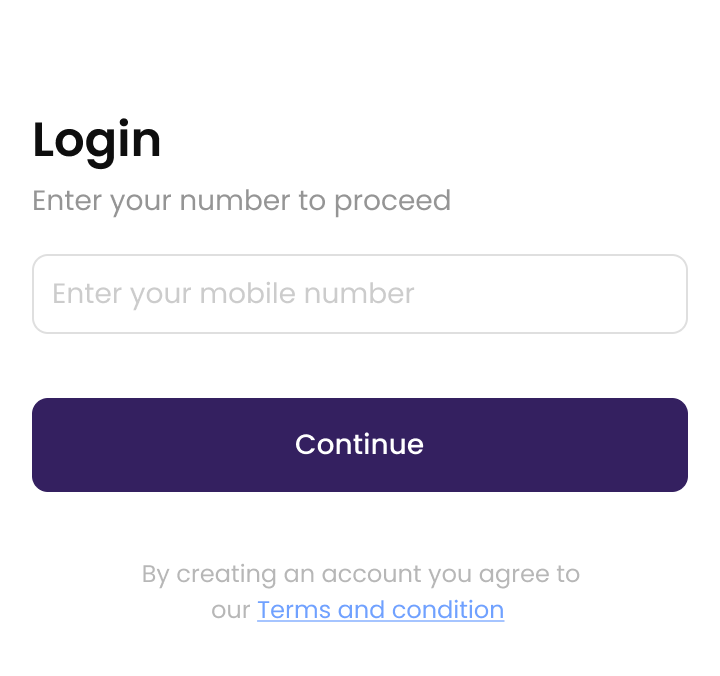 Login
Enter your number to proceed
Enter your mobile number
Continue
By creating an account you agree to
our Terms and condition